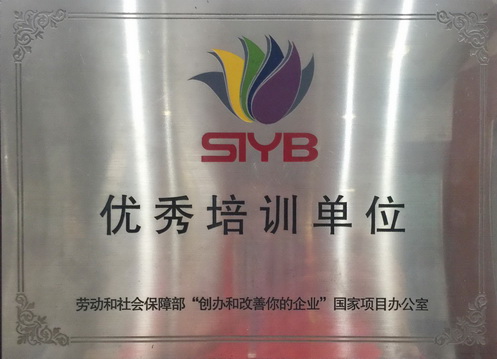 SIYB
优秀培训单位
劳动和社会保障部“创办和改善你的企业”国家项目办公室